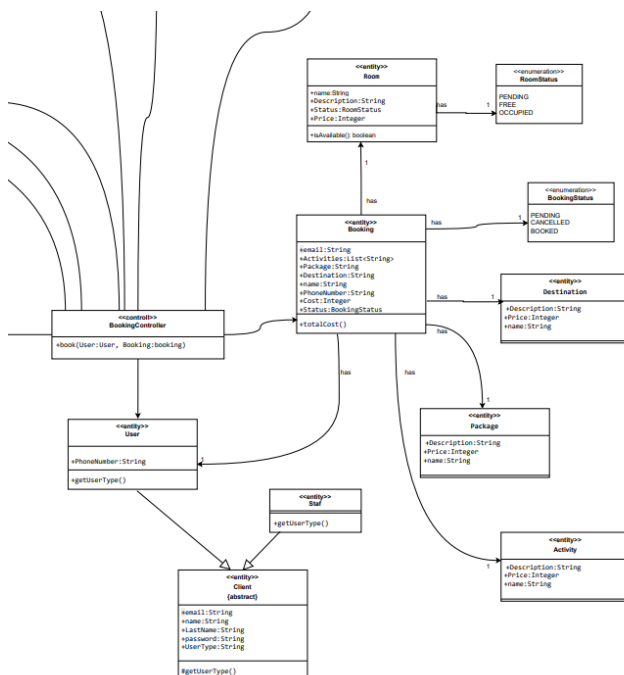 <<entity>>
Room
+name:String
+Description:String
+Status:RoomStatus
+Price:Integer
+isAvailable() boolean
has
1
<<enumeration>>
RoomStatus
PENDING
FREE
OCCUPIED
1
has
<<enumeration>>
BookingStatus
PENDING
CANCELLED
BOOKED
has
1
<<entity>>
Booking
+email:String
+Activities:List<String>
+Package:String
+Destination:String
+name:String
+PhoneNumber:String
+Cost:Integer
+Status:BookingStatus
+totalCost()
has
1
<<entity>>
Destination
+Description:String
+Price:Integer
+name:String
<<controll>>
BookingController
+book(User:User, Booking:booking)
has
has
has
1
<<entity>>
Package
+Description:String
+Price:Integer
+name:String
<<entity>>
User
+PhoneNumber:String
+getUserType()
1
<<entity>>
Staf
+getUserType()
<<entity>>
Activity
+Description:String
+Price:Integer
+name:String
1
<<entity>>
Client
{abstract}
+email:String
+name:String
+LastName:String
+password:String
+UserType:String
#getUserType()